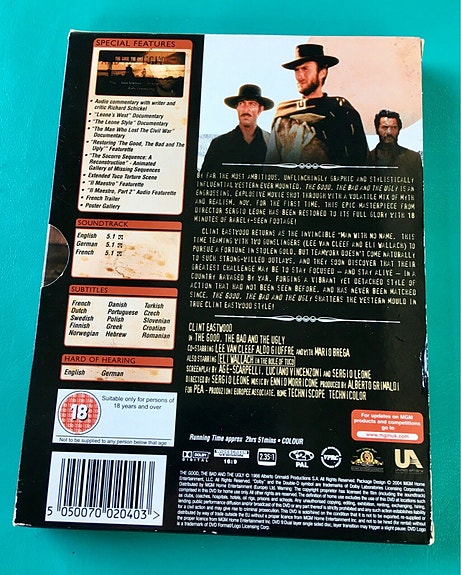 SPECIAL FEATURES
• Audio commentary with writer and
critic Richard Schickel
• "Leone's West" Documentary
• "The Leone Style" Documentary
• "The Man Who Lost The Civil War"
Documentary
• "Restoring 'The Good, The Bad and The
Ugly'" Featurette
• "The Socorro Sequence: A
Reconstruction" - Animated
Gallery of Missing Sequences
• Extended Tuco Torture Scene
• "Il Maestro" Featurette
• "Il Maestro, Part 2" Audio Featurette
• French Trailer
• Poster Gallery
SOUNDTRACK
English 5.1
German 5.1
French 5.1
SUBTITLES
French Danish Turkish
Dutch Portuguese Czech
Swedish Polish Slovenian
Finnish Greek Croatian
Norwegian Hebrew Romanian
HARD OF HEARING
English German
18
Suitable only for persons of
18 years and over
Not to be supplied to any person below that age
5 050070 020403 >
BY FAR THE MOST AMBITIOUS, UNFLINCHINGLY GRAPHIC AND STYLISTICALLY
INFLUENTIAL WESTERN EVER MOUNTED, THE GOOD, THE BAD AND THE UGLY IS AN
ENGROSSING, EXPLOSIVE MOVIE SHOT THROUGH WITH A VOLATILE MIX OF MYTH
AND REALISM. NOW, FOR THE FIRST TIME, THIS EPIC MASTERPIECE FROM
DIRECTOR SERGIO LEONE HAS BEEN RESTORED TO ITS FULL GLORY WITH 18
MINUTES OF RARELY-SEEN FOOTAGE!
CLINT EASTWOOD RETURNS AS THE INVINCIBLE "MAN WITH NO NAME", THIS
TIME TEAMING WITH TWO GUNSLINGERS (LEE VAN CLEEF AND ELI WALLACH) TO
PURSUE A FORTUNE IN STOLEN GOLD. BUT TEAMWORK DOESN'T COME NATURALLY
TO SUCH STRONG-WILLED OUTLAWS, AND THEY SOON DISCOVER THAT THEIR
GREATEST CHALLENGE MAY BE TO STAY FOCUSED – AND STAY ALIVE – IN A
COUNTRY RAVAGED BY WAR. FORGING A VIBRANT YET DETACHED STYLE OF
ACTION THAT HAD NOT BEEN SEEN BEFORE, AND HAS NEVER BEEN MATCHED
SINCE, THE GOOD, THE BAD AND THE UGLY SHATTERS THE WESTERN MOULD IN
TRUE CLINT EASTWOOD STYLE!
CLINT EASTWOOD
IN THE GOOD, THE BAD AND THE UGLY
CO-STARRING LEE VAN CLEEF ALDO GIUFFRE AND WITH MARIO BREGA
ALSO STARRING ELI WALLACH IN THE ROLE OF TUCO
SCREENPLAY BY AGE-SCARPELLI, LUCIANO VINCENZONI AND SERGIO LEONE
DIRECTED BY SERGIO LEONE MUSIC BY ENNIO MORRICONE PRODUCED BY ALBERTO GRIMALDI
FOR PEA - PRODUZIONI EUROPEE ASSOCIATE, ROME TECHNISCOPE TECHNICOLOR
For updates on MGM
products and competitions
go to:
www.mgmuk.com
Running Time approx 2hrs 51mins • COLOUR
DOLBY
DIGITAL
16:9
2.35:1
2
PAL
VPRC
MGM
UA